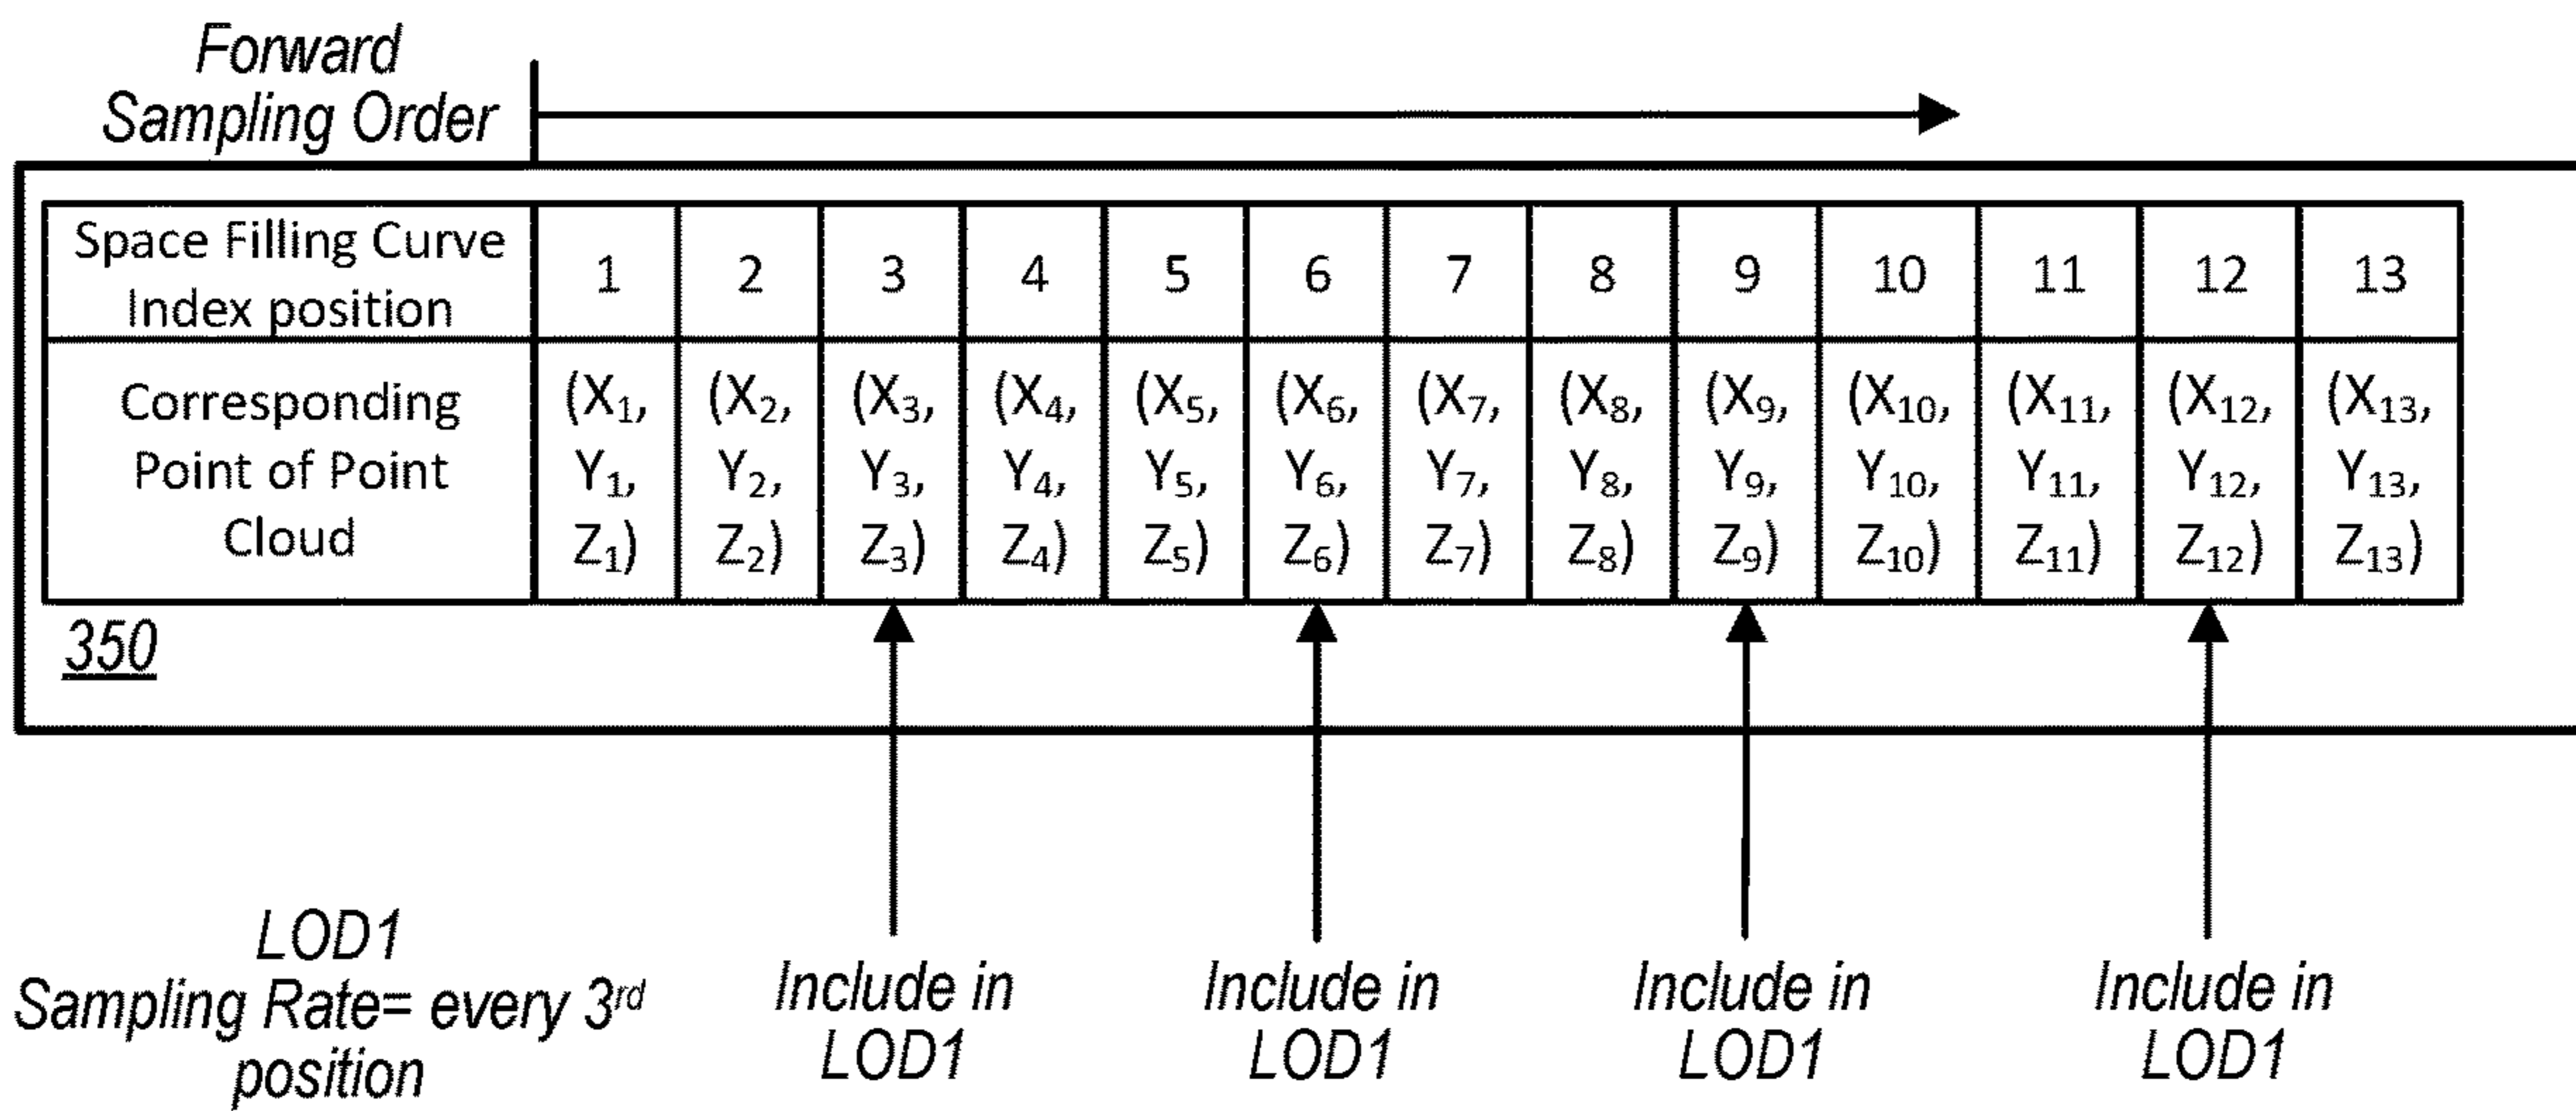 Forward
Sampling Order
Space Filling Curve
Index position
1 2 3 4 5 6 7 8 9 10 11 12 13
Corresponding
Point of Point
Cloud
(X₁, (X₂, (X₃, (X₄, (X₅, (X₆, (X₇, (X₈, (X₉, (X₁₀, (X₁₁, (X₁₂, (X₁₃,
Y₁, Y₂, Y₃, Y₄, Y₅, Y₆, Y₇, Y₈, Y₉, Y₁₀, Y₁₁, Y₁₂, Y₁₃,
Z₁) Z₂) Z₃) Z₄) Z₅) Z₆) Z₇) Z₈) Z₉) Z₁₀) Z₁₁) Z₁₂) Z₁₃)
350
LOD1
Sampling Rate= every 3rd
position
Include in
LOD1
Include in
LOD1
Include in
LOD1
Include in
LOD1